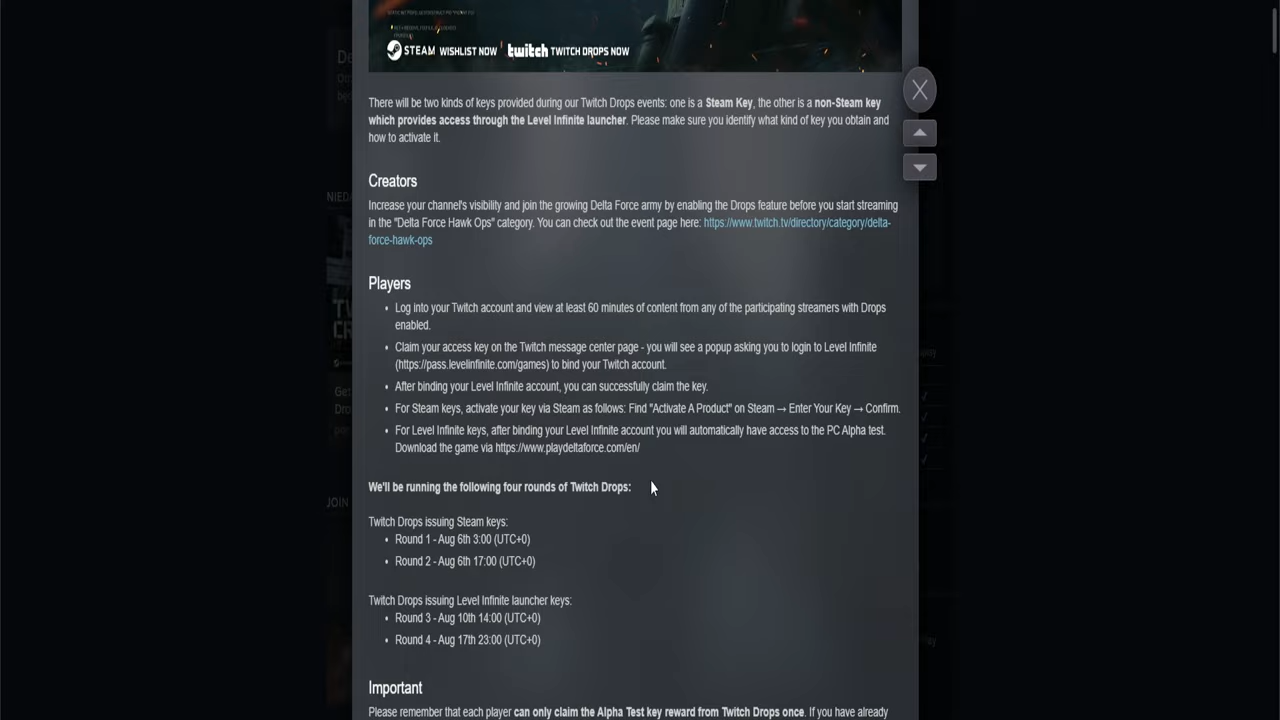 STEAM WISHLIST NOW twitch TWITCH DROPS NOW
There will be two kinds of keys provided during our Twitch Drops events: one is a Steam Key, the other is a non-Steam key
which provides access through the Level Infinite launcher. Please make sure you identify what kind of key you obtain and
how to activate it.
Creators
Increase your channel's visibility and join the growing Delta Force army by enabling the Drops feature before you start streaming
in the "Delta Force Hawk Ops" category. You can check out the event page here: https://www.twitch.tv/directory/category/delta-
force-hawk-ops
Players
• Log into your Twitch account and view at least 60 minutes of content from any of the participating streamers with Drops
enabled.
• Claim your access key on the Twitch message center page - you will see a popup asking you to login to Level Infinite
(https://pass.levelinfinite.com/games) to bind your Twitch account.
• After binding your Level Infinite account, you can successfully claim the key.
• For Steam keys, activate your key via Steam as follows: Find "Activate A Product" on Steam → Enter Your Key → Confirm.
• For Level Infinite keys, after binding your Level Infinite account you will automatically have access to the PC Alpha test.
Download the game via https://www.playdeltaforce.com/en/
We'll be running the following four rounds of Twitch Drops:
Twitch Drops issuing Steam keys:
• Round 1 - Aug 6th 3:00 (UTC+0)
• Round 2 - Aug 6th 17:00 (UTC+0)
Twitch Drops issuing Level Infinite launcher keys:
• Round 3 - Aug 10th 14:00 (UTC+0)
• Round 4 - Aug 17th 23:00 (UTC+0)
Important
Please remember that each player can only claim the Alpha Test key reward from Twitch Drops once. If you have already
NIED
JOIN